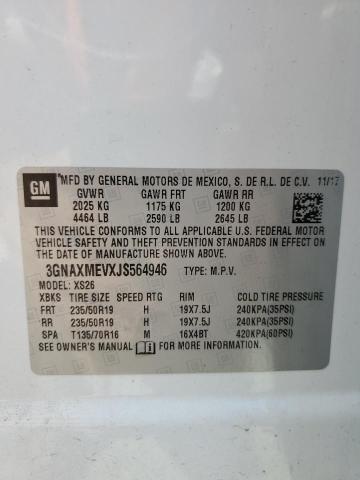 GM *MFD BY GENERAL MOTORS DE MEXICO, S. DE R.L. DE C.V. 11/17
GVWR GAWR FRT GAWR RR
2025 KG 1175 KG 1200 KG
4464 LB 2590 LB 2645 LB
THIS VEHICLE CONFORMS TO ALL APPLICABLE U.S. FEDERAL MOTOR
VEHICLE SAFETY AND THEFT PREVENTION STANDARDS IN EFFECT ON
THE DATE OF MANUFACTURE SHOWN ABOVE.
3GNAXMEVXJS564946 TYPE: M.P.V.
MODEL: XS26
XBKS TIRE SIZE SPEED RTG RIM COLD TIRE PRESSURE
FRT 235/50R19 H 19X7.5J 240KPA(35PSI)
RR 235/50R19 H 19X7.5J 240KPA(35PSI)
SPA T135/70R16 M 16X4BT 420KPA(60PSI)
SEE OWNER'S MANUAL FOR MORE INFORMATION.